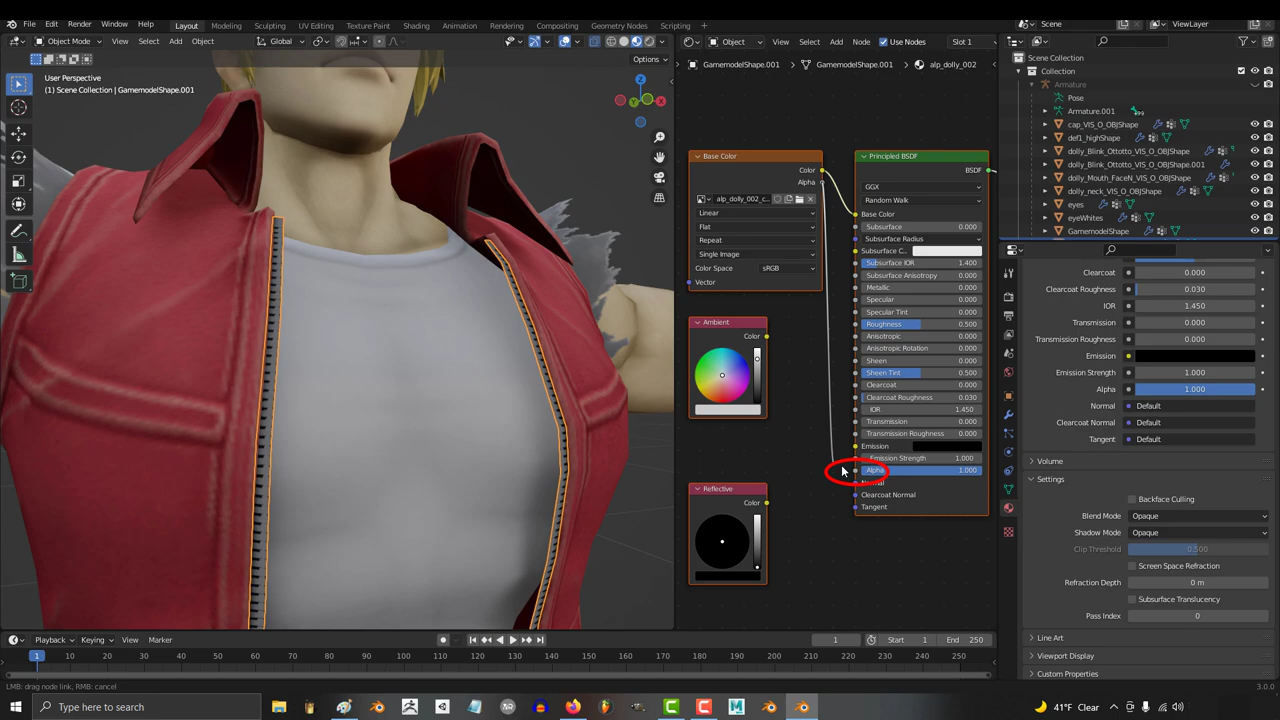 File Edit Render Window Help Layout Modeling Sculpting UV Editing Texture Paint Shading Animation Rendering Compositing Geometry Nodes Scripting + Scene ViewLayer
Object Mode View Select Add Object Global
Object View Select Add Node Use Nodes Slot 1
Options
GamemodelShape.001 GamemodelShape.001 alp_dolly_002
User Perspective
(1) Scene Collection | GamemodelShape.001
Z
Y
Base Color
Color
Alpha
alp_dolly_002_c...
Linear
Flat
Repeat
Single Image
Color Space sRGB
Vector
Ambient
Color
Reflective
Color
Principled BSDF
BSDF
GGX
Random Walk
Base Color
Subsurface 0.000
Subsurface Radius
Subsurface C...
Subsurface IOR 1.400
Subsurface Anisotropy 0.000
Metallic 0.000
Specular 0.000
Specular Tint 0.000
Roughness 0.500
Anisotropic 0.000
Anisotropic Rotation 0.000
Sheen 0.000
Sheen Tint 0.500
Clearcoat 0.000
Clearcoat Roughness 0.030
IOR 1.450
Transmission 0.000
Transmission Roughness 0.000
Emission
Emission Strength 1.000
Alpha 1.000
Normal
Clearcoat Normal
Tangent
Scene Collection
Collection
Armature
Pose
Armature.001
cap_VIS_O_OBJShape
def1_highShape
dolly_Blink_Ottotto_VIS_O_OBJShape
dolly_Blink_Ottotto_VIS_O_OBJShape.001
dolly_Mouth_FaceN_VIS_O_OBJShape
dolly_neck_VIS_O_OBJShape
eyes
eyeWhites
GamemodelShape
Clearcoat 0.000
Clearcoat Roughness 0.030
IOR 1.450
Transmission 0.000
Transmission Roughness 0.000
Emission
Emission Strength 1.000
Alpha 1.000
Normal Default
Clearcoat Normal Default
Tangent Default
Volume
Settings
Backface Culling
Blend Mode Opaque
Shadow Mode Opaque
Clip Threshold 0.500
Screen Space Refraction
Refraction Depth 0 m
Subsurface Translucency
Pass Index 0
Line Art
Viewport Display
Custom Properties
Playback Keying View Marker 1 Start 1 End 250
1 10 20 30 40 50 60 70 80 90 100 110 120 130 140 150 160 170 180 190 200 210 220 230 240 250
LMB: drag node link, RMB: cancel 3.0.0
Type here to search 41°F Clear